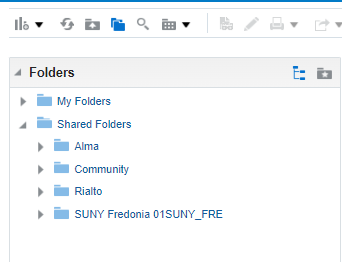 Folders
My Folders
Shared Folders
Alma
Community
Rialto
SUNY Fredonia 01SUNY_FRE